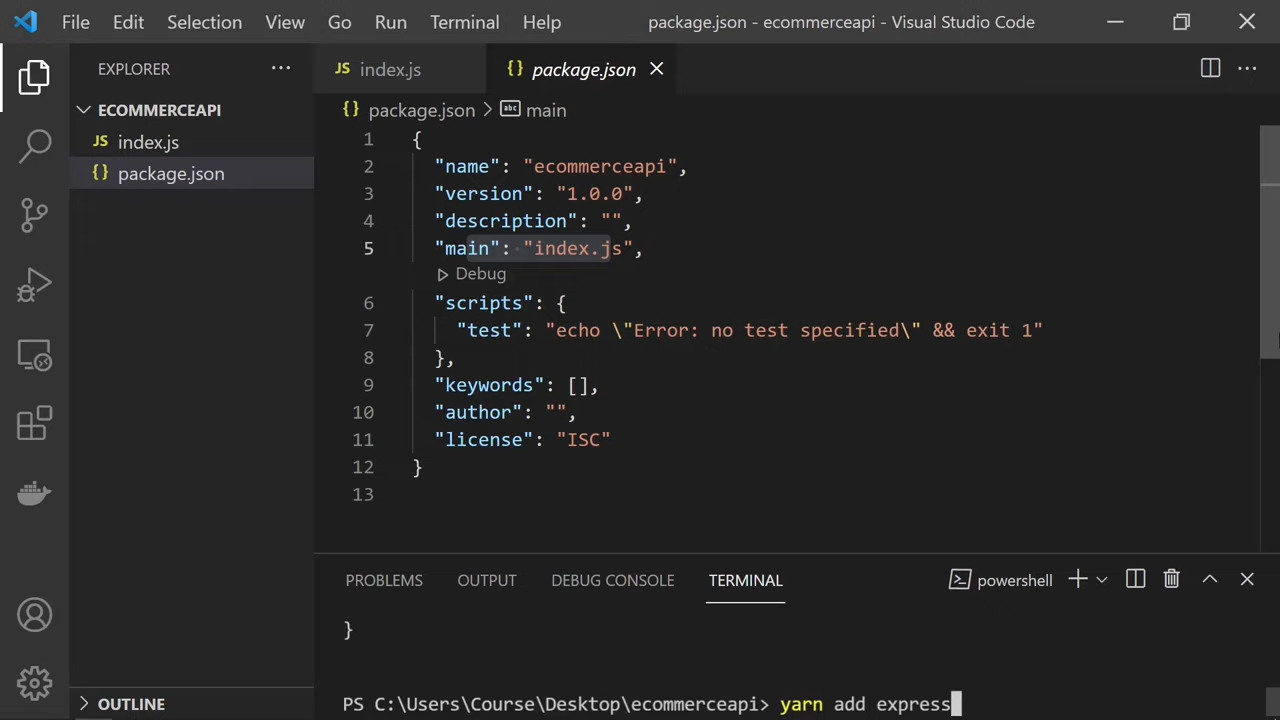 File Edit Selection View Go Run Terminal Help package.json - ecommerceapi - Visual Studio Code
EXPLORER
ECOMMERCEAPI
JS index.js
{} package.json
OUTLINE
JS index.js {} package.json
{} package.json > abc main
1 {
2 "name": "ecommerceapi",
3 "version": "1.0.0",
4 "description": "",
5 "main": "index.js",
Debug
6 "scripts": {
7 "test": "echo \"Error: no test specified\" && exit 1"
8 },
9 "keywords": [],
10 "author": "",
11 "license": "ISC"
12 }
13
PROBLEMS OUTPUT DEBUG CONSOLE TERMINAL powershell
}
PS C:\Users\Course\Desktop\ecommerceapi> yarn add express